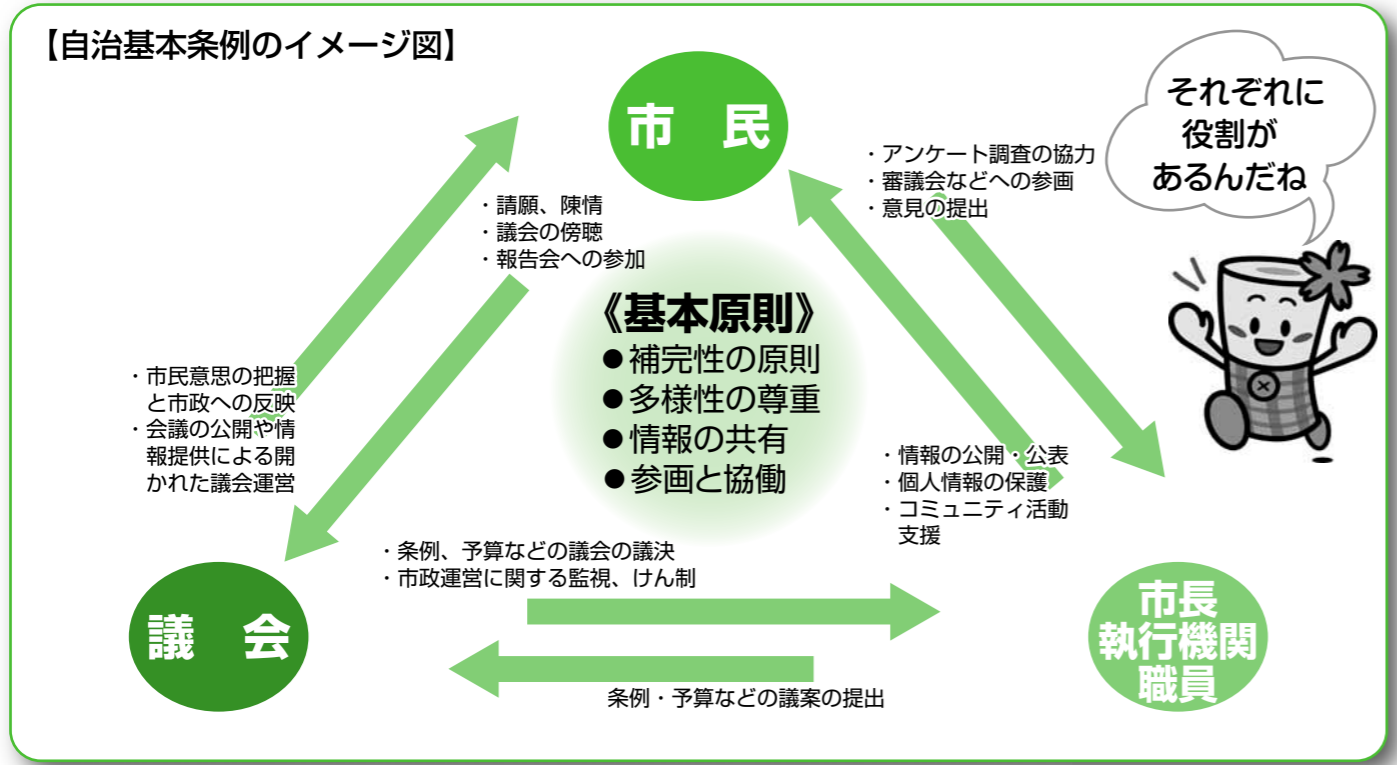 【自治基本条例のイメージ図】
市 民
それぞれに
役割が
あるんだね
・アンケート調査の協力
・審議会などへの参画
・意見の提出
・請願、陳情
・議会の傍聴
・報告会への参加
《基本原則》
●補完性の原則
●多様性の尊重
●情報の共有
●参画と協働
・市民意思の把握
と市政への反映
・会議の公開や情
報提供による開
かれた議会運営
・情報の公開・公表
・個人情報の保護
・コミュニティ活動
支援
・条例、予算などの議会の議決
・市政運営に関する監視、けん制
議 会
市長
執行機関
職員
条例・予算などの議案の提出